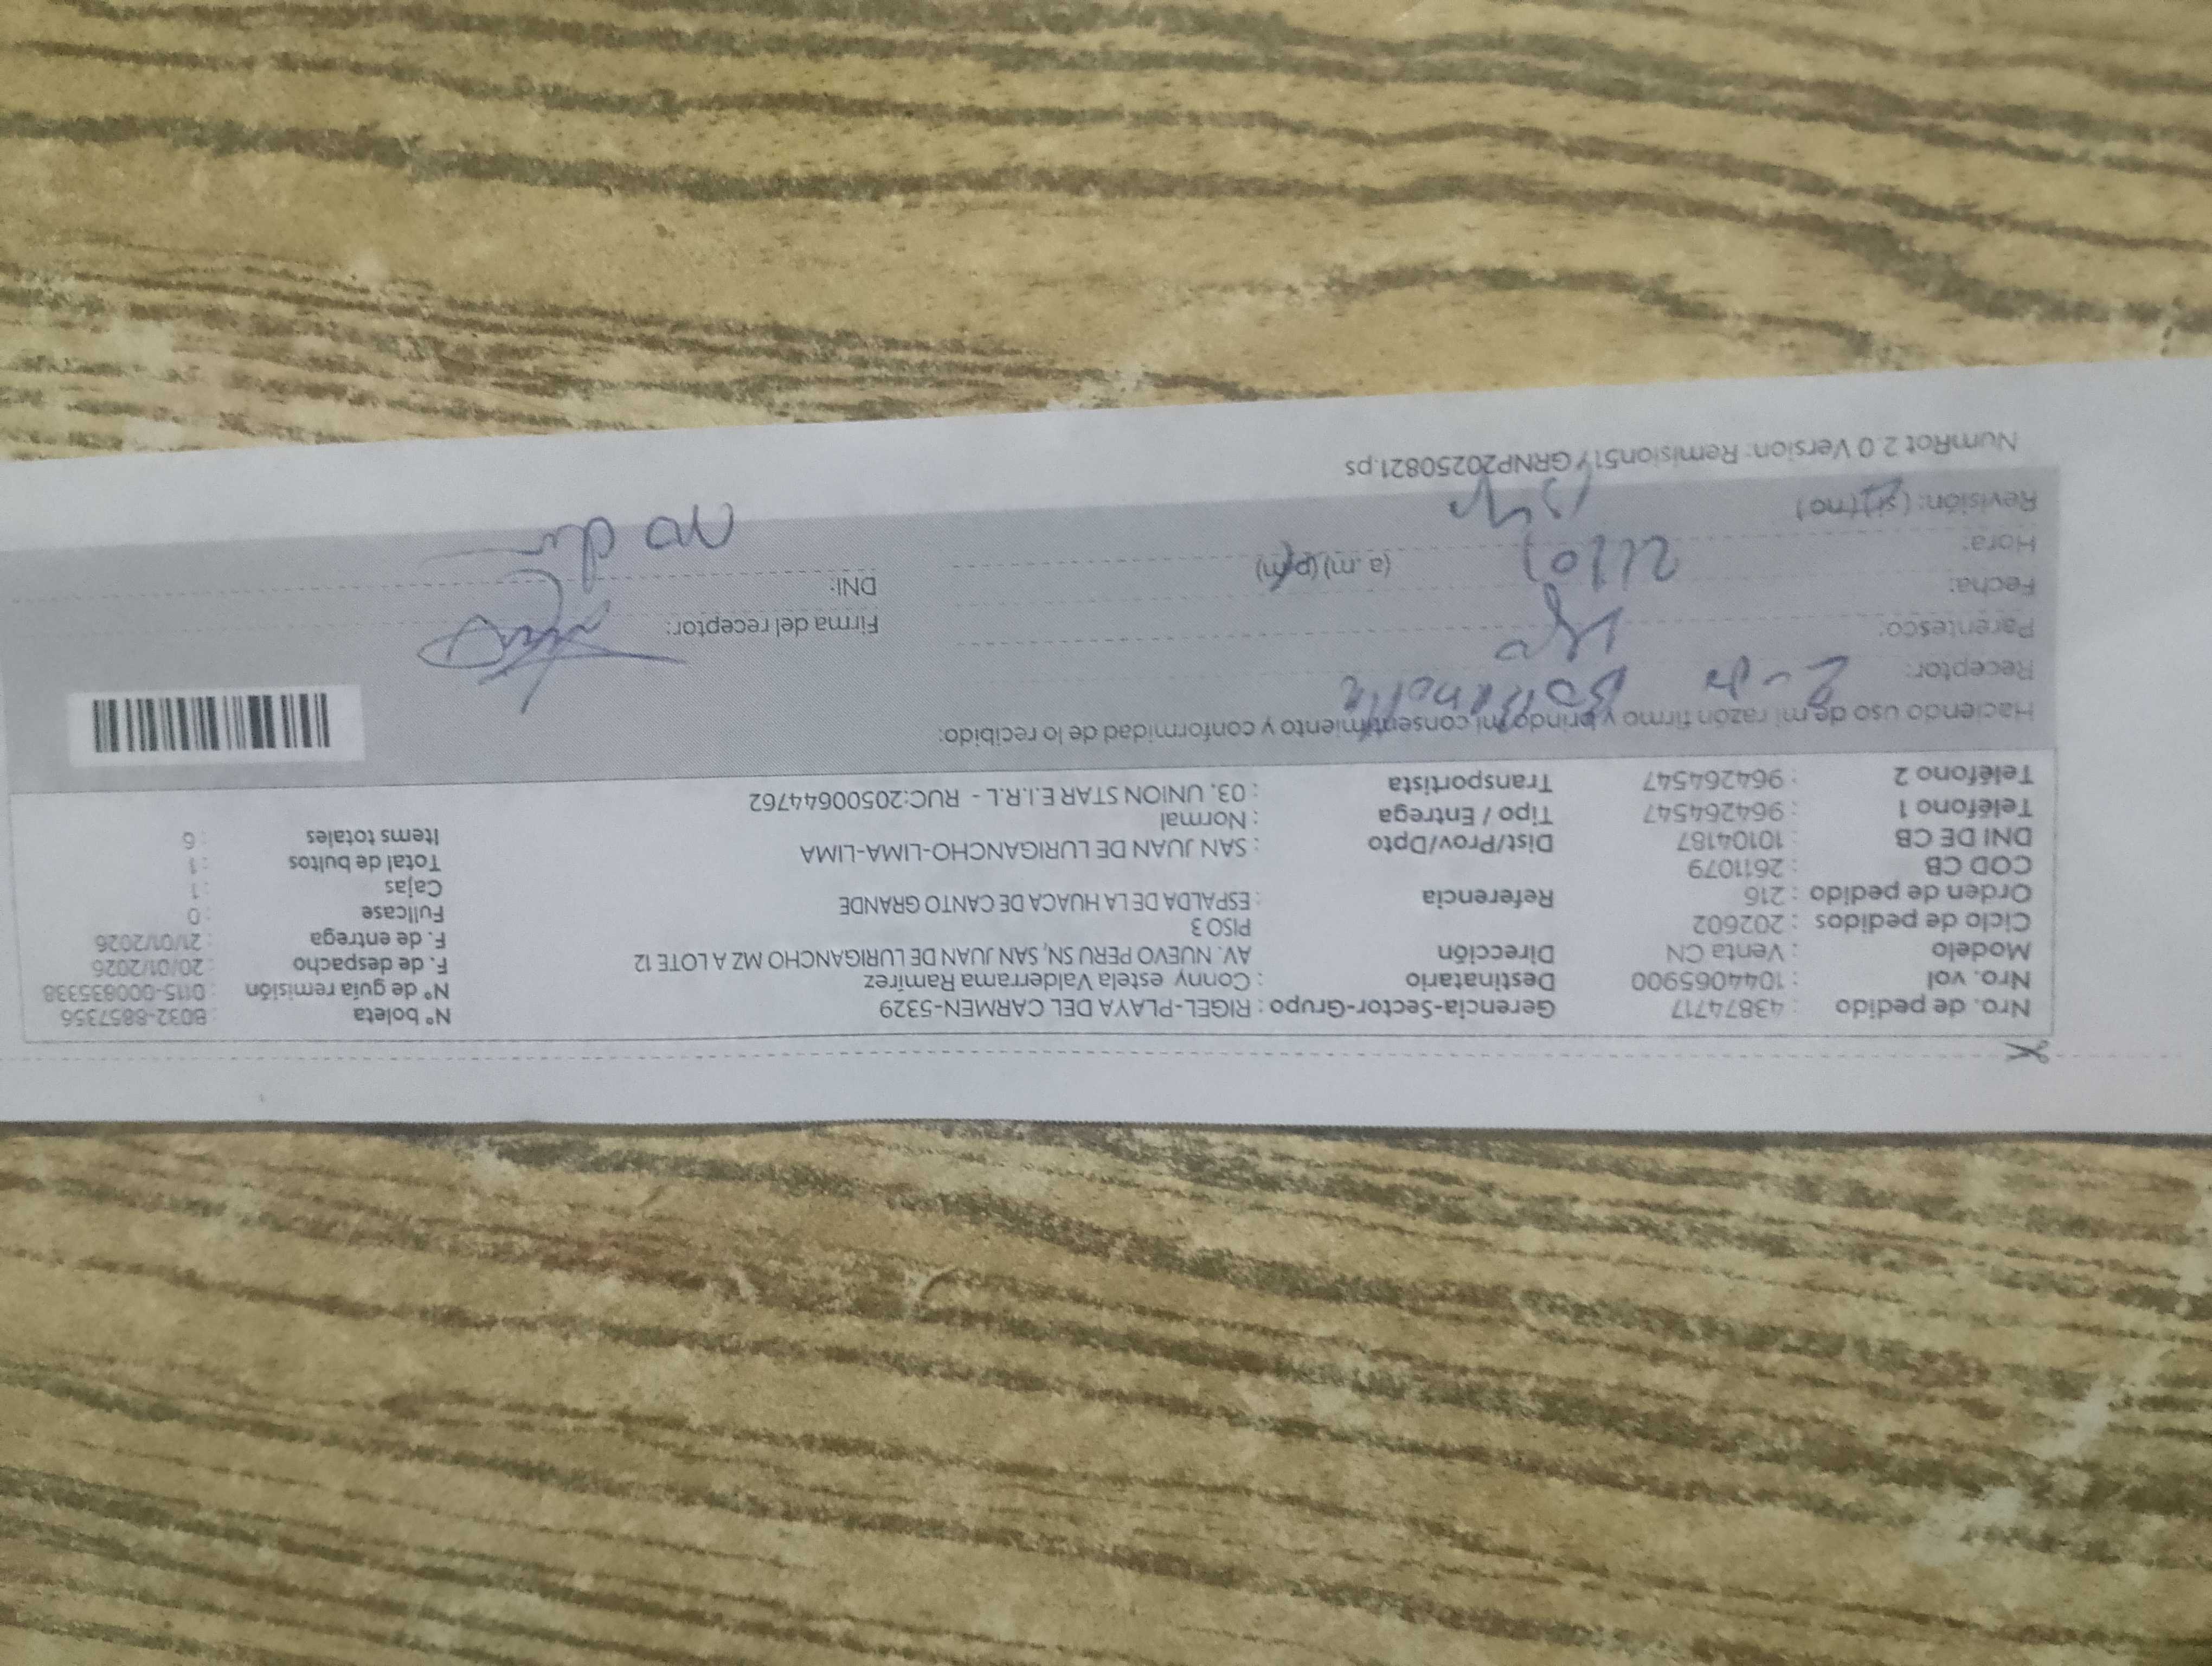 Nro. de pedido : 43874717 Gerencia-Sector-Grupo : RIGEL-PLAYA DEL CARMEN-5329 N° boleta : B032-8857356
Nro. vol : 1044065900 Destinatario : Conny estela Valderrama Ramírez N° de guía remisión : 0115-000835338
Modelo : Venta CN Dirección AV. NUEVO PERU SN, SAN JUAN DE LURIGANCHO MZ A LOTE 12 F. de despacho : 20/01/2026
Ciclo de pedidos : 202602 PISO 3 F. de entrega : 21/01/2026
Orden de pedido : 216 Referencia : ESPALDA DE LA HUACA DE CANTO GRANDE Fullcase : 0
COD CB : 2611079 Cajas : 1
DNI DE CB : 10104187 Dist/Prov/Dpto : SAN JUAN DE LURIGANCHO-LIMA-LIMA Total de bultos : 1
Teléfono 1 : 964264547 Tipo / Entrega : Normal Items totales : 6
Teléfono 2 : 964264547 Transportista : 03. UNION STAR E.I.R.L - RUC:20500644762
Haciendo uso de mi razón firmo y brindo mi consentimiento y conformidad de lo recibido:
Receptor:
Parentesco: Firma del receptor:
Fecha: 21/01 DNI: no
Hora: (a .m) (p.m)
Revisión: (si) (no)
NumRot 2.0 Version: Remision517GRNP20250821.ps